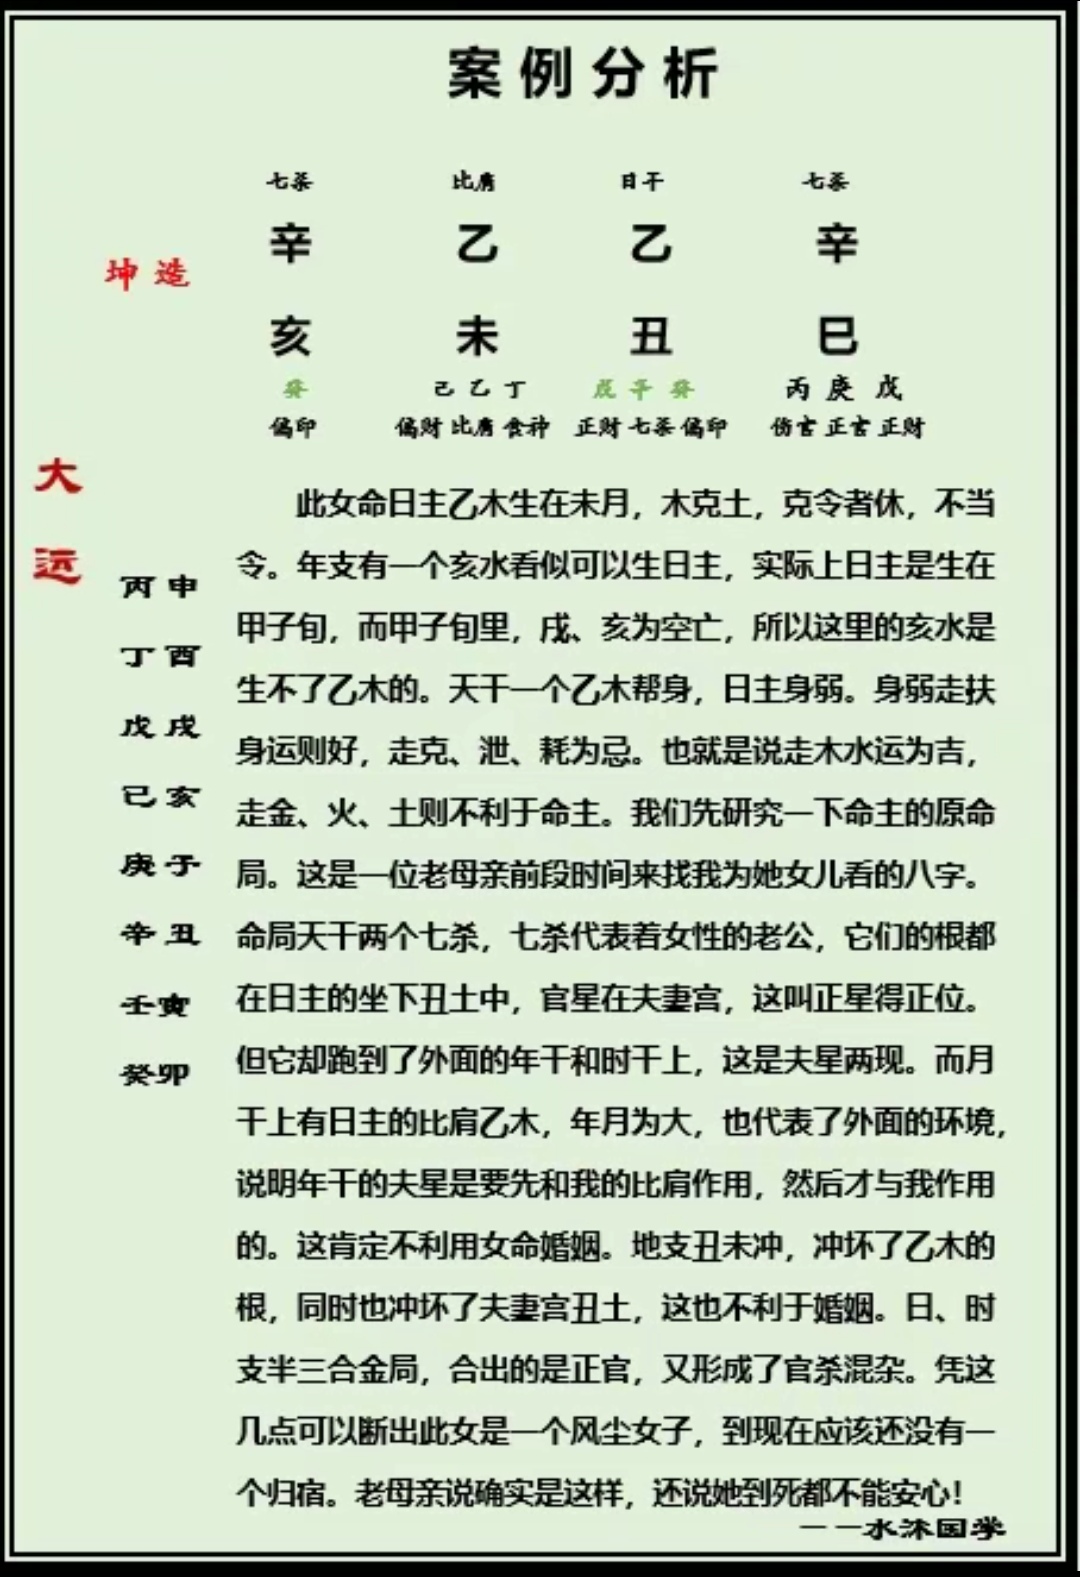 案例分析
七杀 比肩 日干 七杀
坤造 辛 乙 乙 辛
亥 未 丑 巳
癸 己乙丁 戊辛癸 丙庚戊
偏印 偏财比肩食神 正财七杀偏印 伤官正官正财
大运
丙申
丁酉
戊戌
己亥
庚子
辛丑
壬寅
癸卯
此女命日主乙木生在未月，木克土，克令者休，不当
令。年支有一个亥水看似可以生日主，实际上日主是生在
甲子旬，而甲子旬里，戌、亥为空亡，所以这里的亥水是
生不了乙木的。天干一个乙木帮身，日主身弱。身弱走扶
身运则好，走克、泄、耗为忌。也就是说走木水运为吉，
走金、火、土则不利于命主。我们先研究一下命主的原命
局。这是一位老母亲前段时间来找我为她女儿看的八字。
命局天干两个七杀，七杀代表着女性的老公，它们的根都
在日主的坐下丑土中，官星在夫妻宫，这叫正星得正位。
但它却跑到了外面的年干和时干上，这是夫星两现。而月
干上有日主的比肩乙木，年月为大，也代表了外面的环境，
说明年干的夫星是要先和我的比肩作用，然后才与我作用
的。这肯定不利用女命婚姻。地支丑未冲，冲坏了乙木的
根，同时也冲坏了夫妻宫丑土，这也不利于婚姻。日、时
支半三合金局，合出的是正官，又形成了官杀混杂。凭这
几点可以断出此女是一个风尘女子，到现在应该还没有一
个归宿。老母亲说确实是这样，还说她到死都不能安心！
——水沐国学